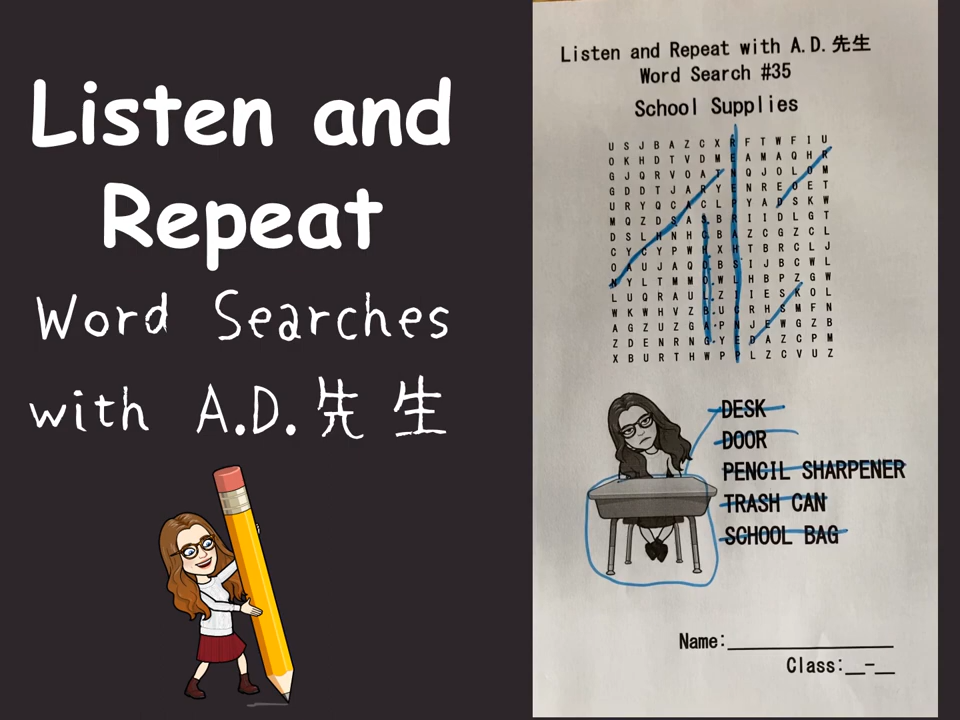 Listen and
Repeat
Word Searches
with A.D.先生
Listen and Repeat with A.D.先生
Word Search #35
School Supplies
U S J B A Z C X R F T W F I U
O K H D T V D M E A M A Q H R
G J Q R V O A T N Q J O L O M
G D D T J A R Y E N R E O E T
U R Y Q C A C L P Y A D S K W
M Q Z D S A S B R I I D L G T
D S L H N H C B A Z C G Z C L
C Y C Y P W H X H T B R C L J
O A U J A Q O B S I J B C W L
N Y L T M M O W L H B P Z G W
L U Q R A U L Z I I E S K O L
W K W H V Z B U C R H S M F N
A G Z U Z G A P N J E W G Z B
Z D E N R N G Y E D A Z C P M
X B U R T H W P P L Z C V U Z
DESK
DOOR
PENCIL SHARPENER
TRASH CAN
SCHOOL BAG
Name:
Class: -